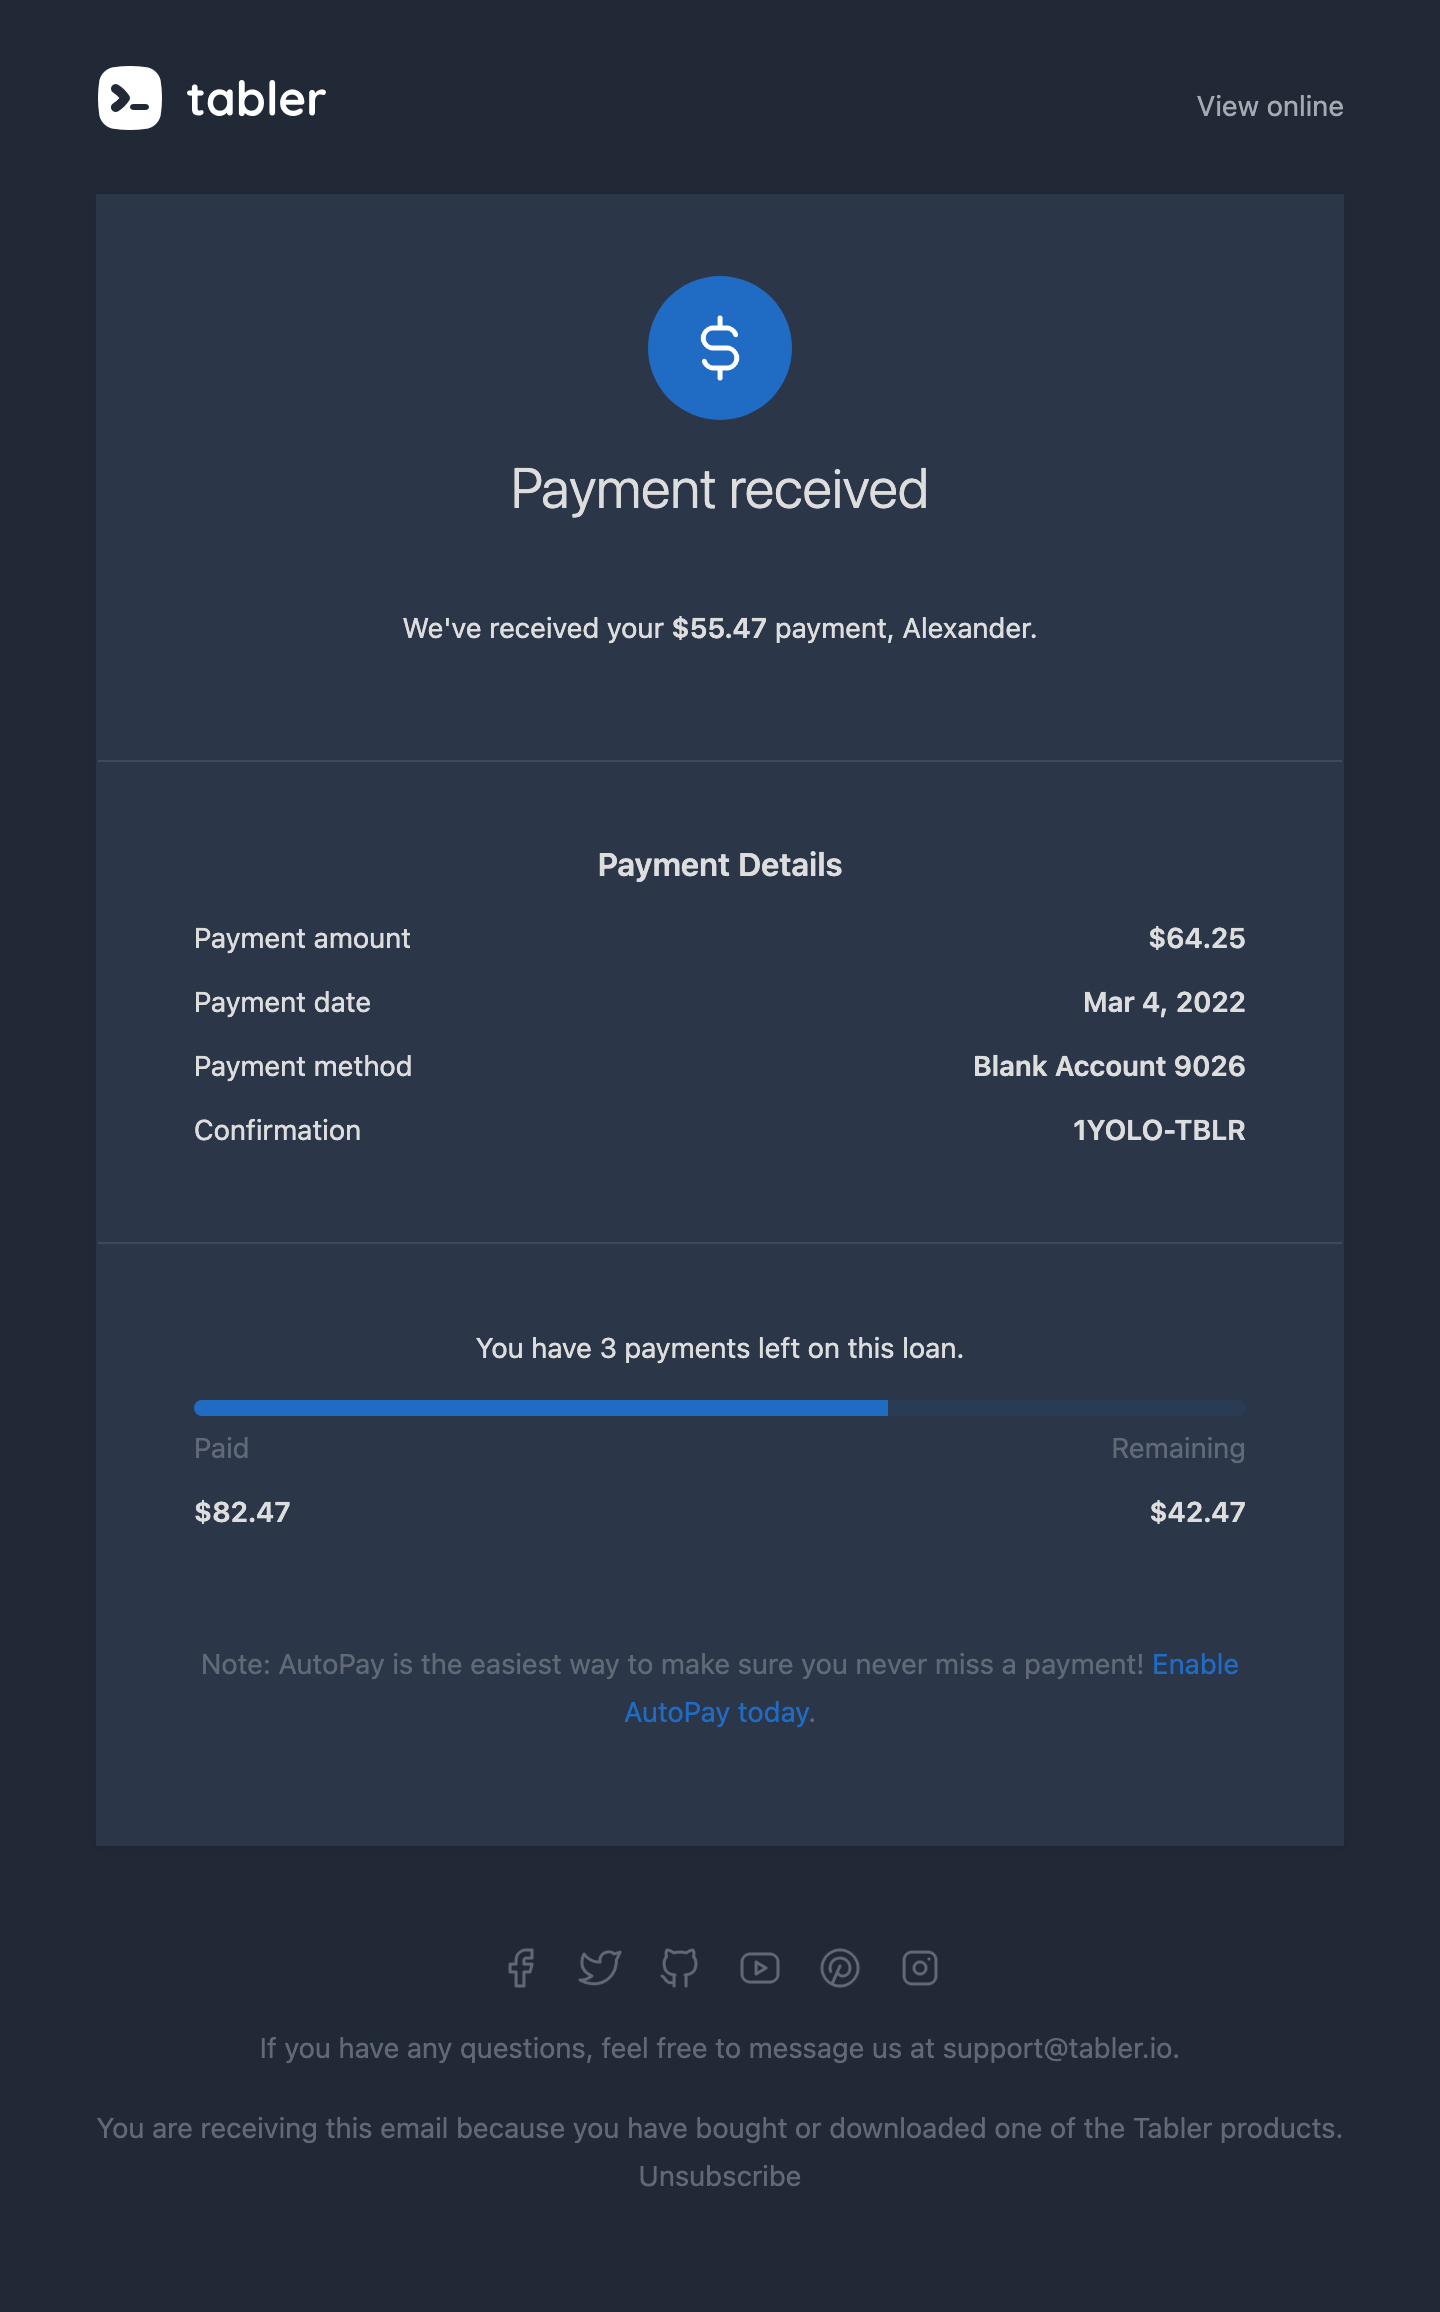 tabler
View online
$
Payment received
We've received your $55.47 payment, Alexander.
Payment Details
Payment amount $64.25
Payment date Mar 4, 2022
Payment method Blank Account 9026
Confirmation 1YOLO-TBLR
You have 3 payments left on this loan.
Paid Remaining
$82.47 $42.47
Note: AutoPay is the easiest way to make sure you never miss a payment! Enable
AutoPay today.
If you have any questions, feel free to message us at support@tabler.io.
You are receiving this email because you have bought or downloaded one of the Tabler products.
Unsubscribe